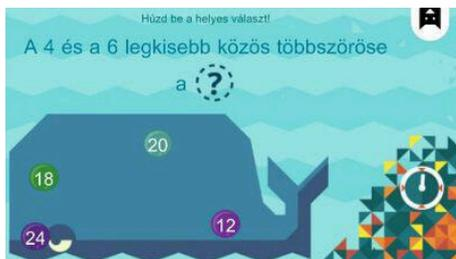 Húzd be a helyes választ!
A 4 és a 6 legkisebb közös többszöröse
a ?
20
18
12
24